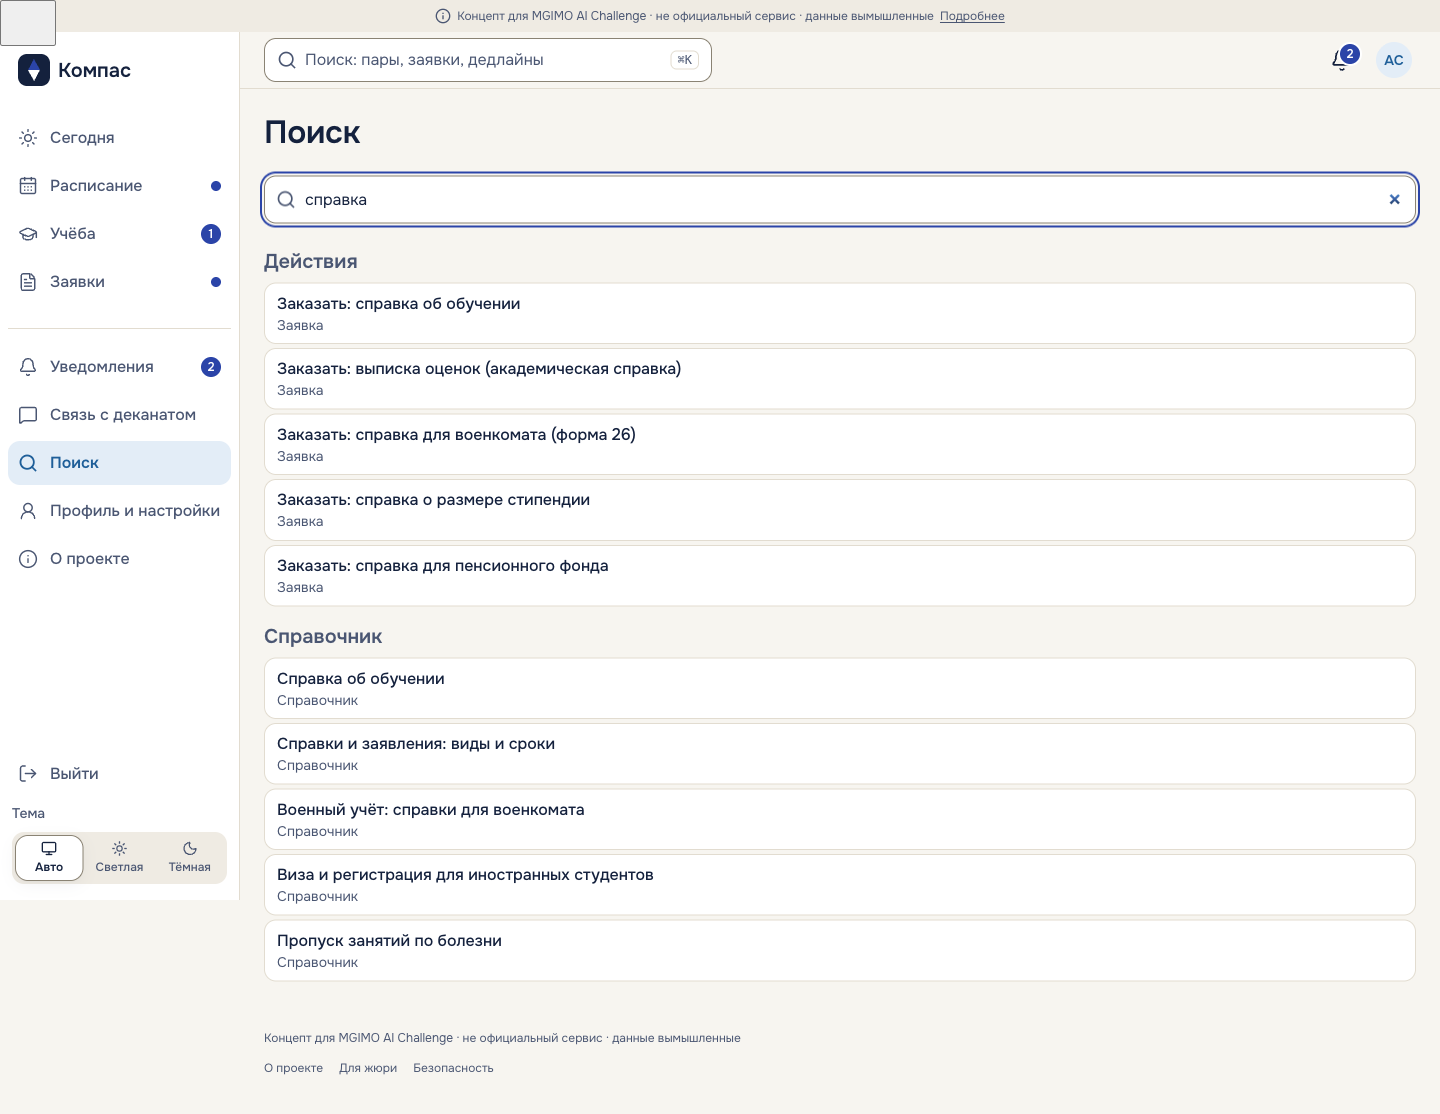 Концепт для MGIMO AI Challenge · не официальный сервис · данные вымышленные Подробнее
Компас
Поиск: пары, заявки, дедлайны
⌘K
2
АС
Сегодня
Расписание
Учёба
1
Заявки
Уведомления
2
Связь с деканатом
Поиск
Профиль и настройки
О проекте
Выйти
Тема
Авто
Светлая
Тёмная
Поиск
справка
Действия
Заказать: справка об обучении
Заявка
Заказать: выписка оценок (академическая справка)
Заявка
Заказать: справка для военкомата (форма 26)
Заявка
Заказать: справка о размере стипендии
Заявка
Заказать: справка для пенсионного фонда
Заявка
Справочник
Справка об обучении
Справочник
Справки и заявления: виды и сроки
Справочник
Военный учёт: справки для военкомата
Справочник
Виза и регистрация для иностранных студентов
Справочник
Пропуск занятий по болезни
Справочник
Концепт для MGIMO AI Challenge · не официальный сервис · данные вымышленные
О проекте Для жюри Безопасность